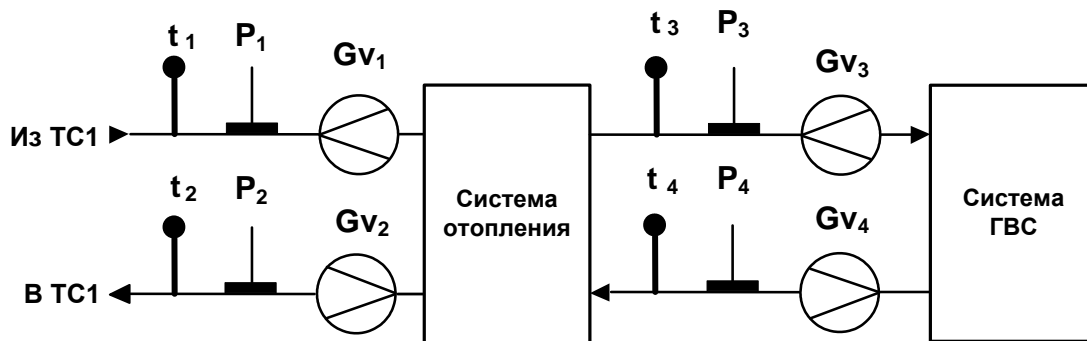 t 1 P1 Gv1 t 3 P3 Gv3
Из ТС1
t 2 P2 Gv2 Система отопления t 4 P4 Gv4 Система ГВС
В ТС1